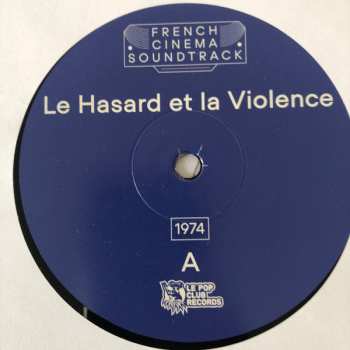 FRENCH
CINEMA
SOUNDTRACK
Le Hasard et la Violence
1974
A
LE POP
CLUB
RECORDS